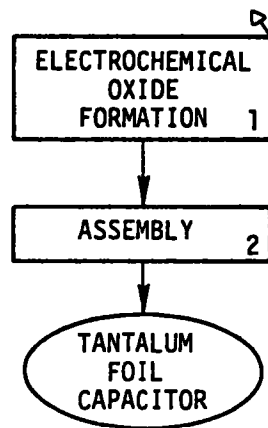 ELECTROCHEMICAL
OXIDE
FORMATION 1
ASSEMBLY
2
TANTALUM
FOIL
CAPACITOR